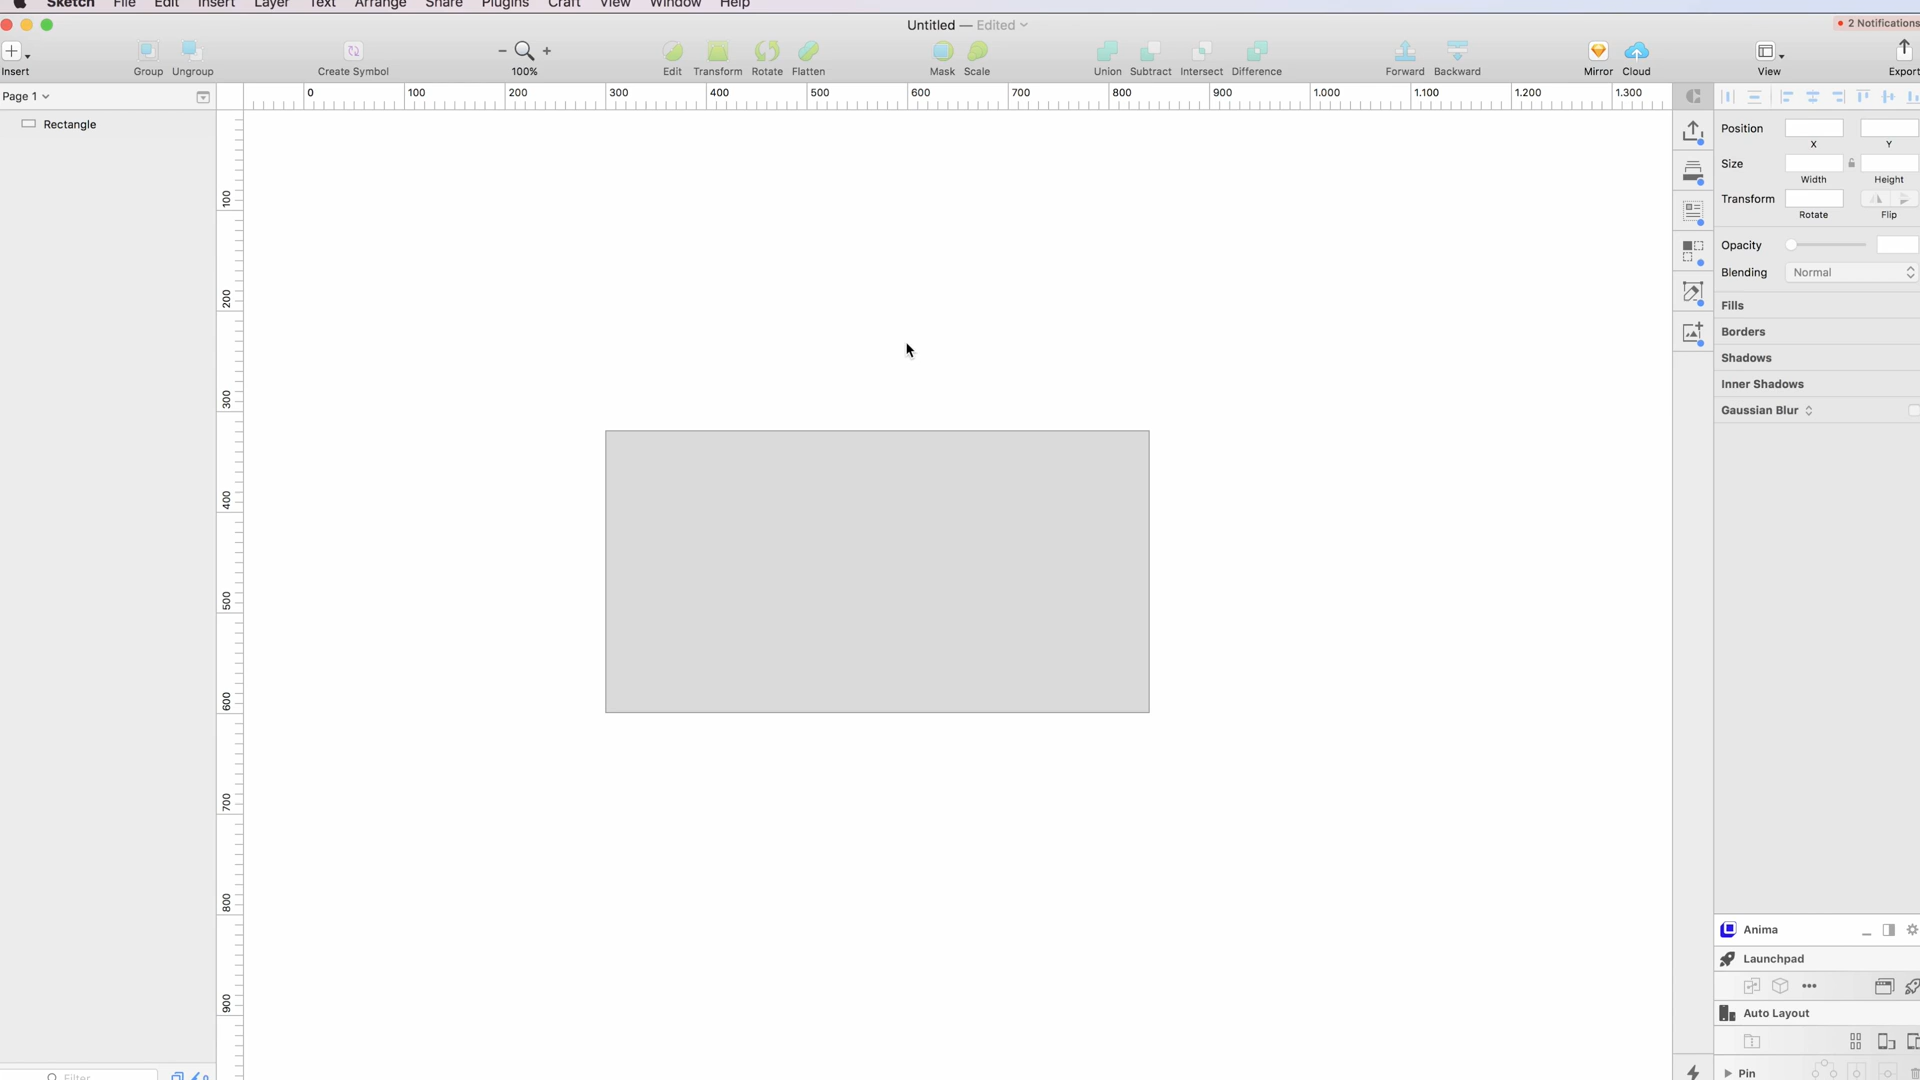 Sketch File Edit Insert Layer Text Arrange Share Plugins Craft View Window Help
Untitled — Edited
2 Notifications
Insert Group Ungroup Create Symbol 100% Edit Transform Rotate Flatten Mask Scale Union Subtract Intersect Difference Forward Backward Mirror Cloud View Export
Page 1
0 100 200 300 400 500 600 700 800 900 1.000 1.100 1.200 1.300
Rectangle
100
200
300
400
500
600
700
800
900
Position
X Y
Size
Width Height
Transform
Rotate Flip
Opacity
Blending Normal
Fills
Borders
Shadows
Inner Shadows
Gaussian Blur
Anima
Launchpad
Auto Layout
Pin
Filter